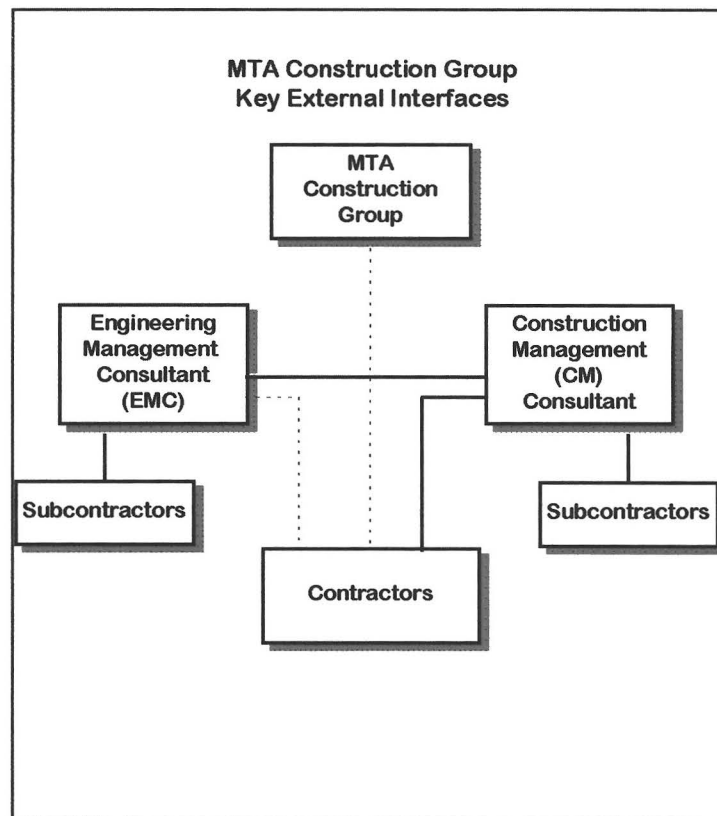 MTA Construction Group
Key External Interfaces
MTA
Construction
Group
Engineering
Management
Consultant
(EMC)
Construction
Management
(CM)
Consultant
Subcontractors
Subcontractors
Contractors